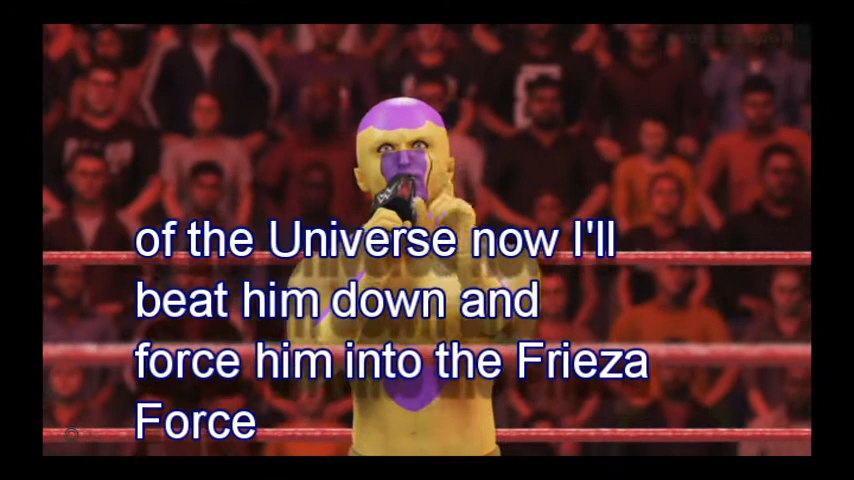 of the Universe now I'll
beat him down and
force him into the Frieza
Force